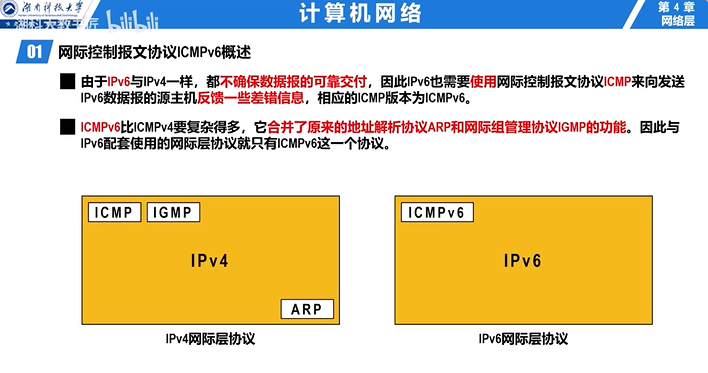 湖南科技大学
计算机网络
第 4 章
网络层
湖科大教书匠 bilibili
01 网际控制报文协议ICMPv6概述
由于IPv6与IPv4一样，都不确保数据报的可靠交付，因此IPv6也需要使用网际控制报文协议ICMP来向发送
IPv6数据报的源主机反馈一些差错信息，相应的ICMP版本为ICMPv6。
ICMPv6比ICMPv4要复杂得多，它合并了原来的地址解析协议ARP和网际组管理协议IGMP的功能。因此与
IPv6配套使用的网际层协议就只有ICMPv6这一个协议。
ICMP IGMP
IPv4
ARP
IPv4网际层协议
ICMPv6
IPv6
IPv6网际层协议